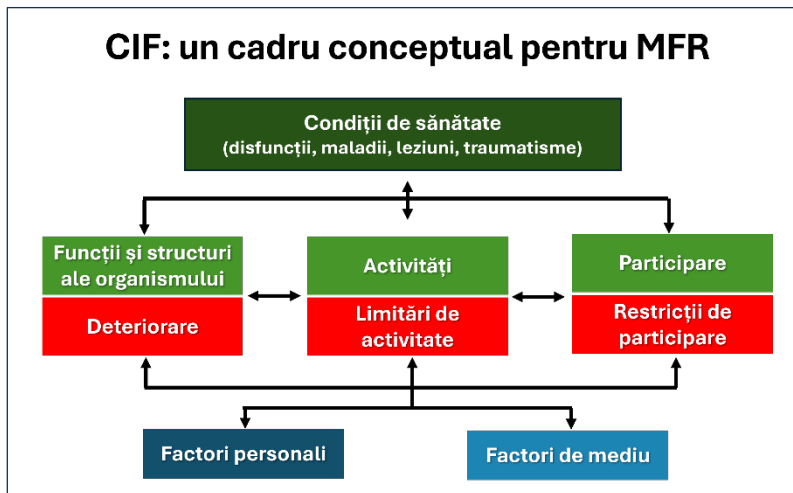 CIF: un cadru conceptual pentru MFR
Condiții de sănătate
(disfuncții, maladii, leziuni, traumatisme)
Funcții și structuri
ale organismului
Deteriorare
Activități
Limitări de
activitate
Participare
Restricții de
participare
Factori personali
Factori de mediu